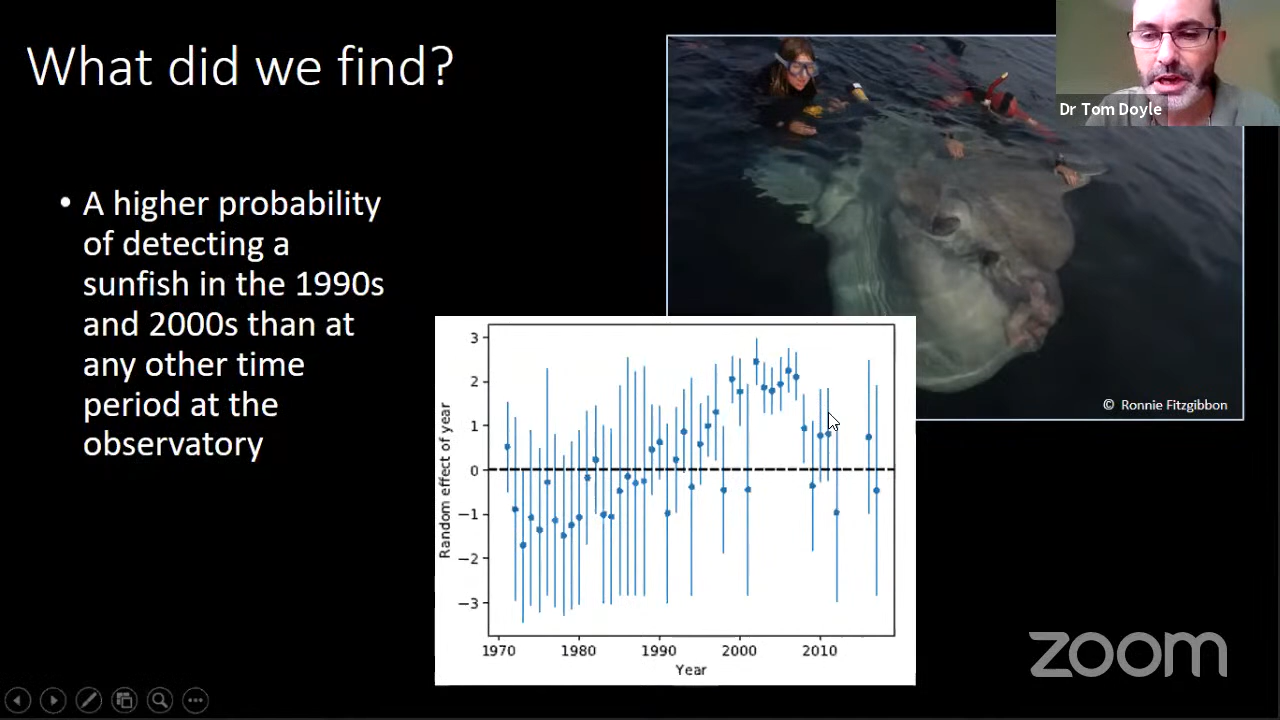 What did we find?
Dr Tom Doyle
• A higher probability
of detecting a
sunfish in the 1990s
and 2000s than at
any other time
period at the
observatory
© Ronnie Fitzgibbon
3
2
1
0
−1
−2
−3
Random effect of year
1970 1980 1990 2000 2010
Year
zoom